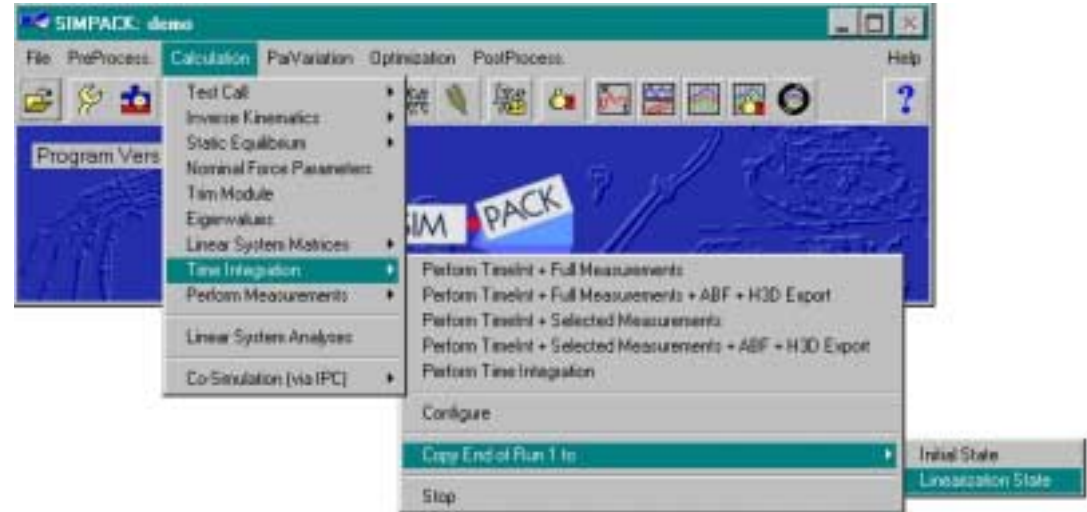 SIMPACK: demo
File PreProcess. Calculation ParVariation Optimization PostProcess. Help
?
Program Vers
SIM PACK
Test Call
Inverse Kinematics
Static Equilibrium
Nominal Force Parameters
Trim Module
Eigenvalues
Linear System Matrices
Time Integration
Perform Measurements
Linear System Analyses
Co-Simulation (via IPC)
Perform TimeInt + Full Measurements
Perform TimeInt + Full Measurements + ABF + H3D Export
Perform TimeInt + Selected Measurements
Perform TimeInt + Selected Measurements + ABF + H3D Export
Perform Time Integration
Configure
Copy End of Run 1 to
Stop
Initial State
Linearization State